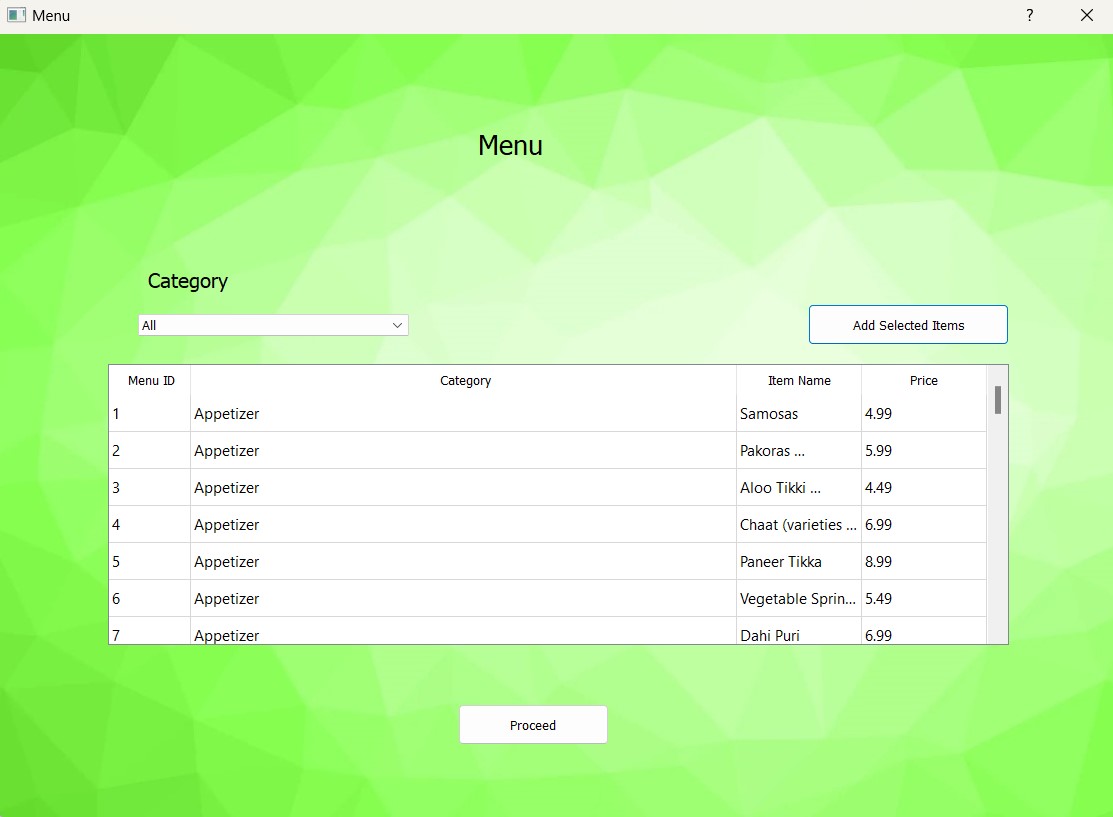 Menu ?
Menu
Category
All
Add Selected Items
Menu ID Category Item Name Price
1 Appetizer Samosas 4.99
2 Appetizer Pakoras ... 5.99
3 Appetizer Aloo Tikki ... 4.49
4 Appetizer Chaat (varieties ... 6.99
5 Appetizer Paneer Tikka 8.99
6 Appetizer Vegetable Sprin... 5.49
7 Appetizer Dahi Puri 6.99
Proceed